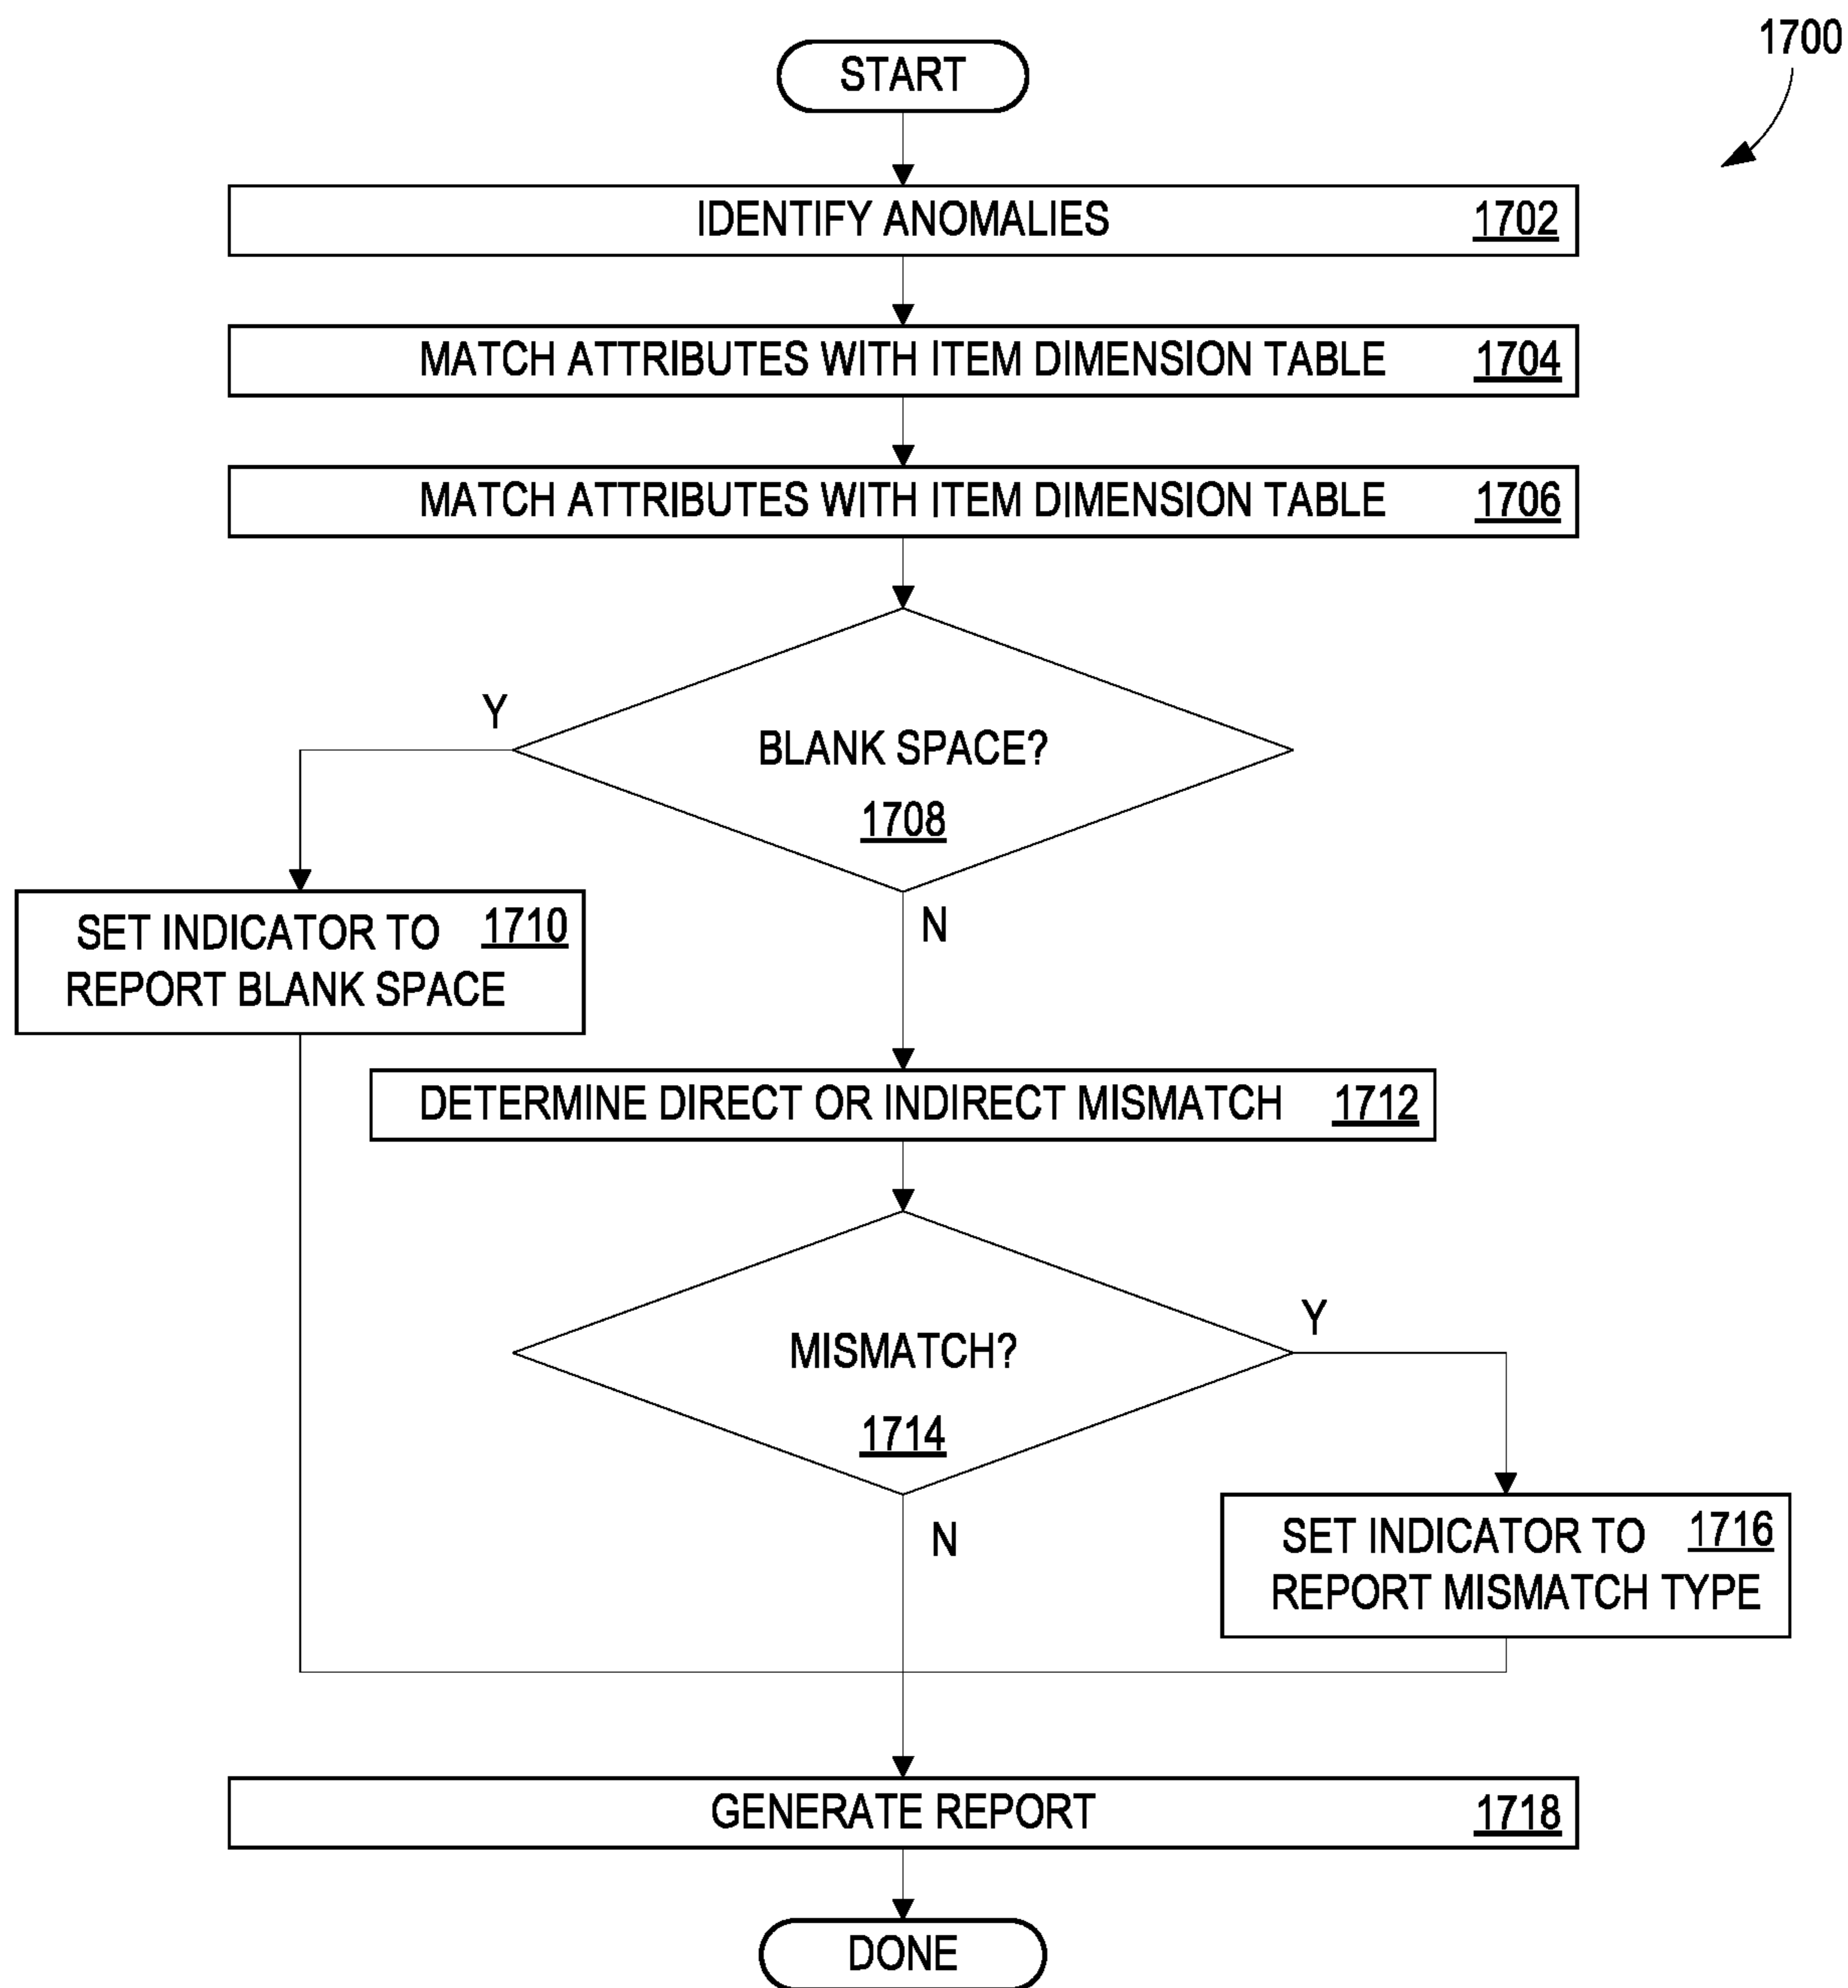 1700
START
IDENTIFY ANOMALIES 1702
MATCH ATTRIBUTES WITH ITEM DIMENSION TABLE 1704
MATCH ATTRIBUTES WITH ITEM DIMENSION TABLE 1706
Y
BLANK SPACE?
1708
N
SET INDICATOR TO 1710
REPORT BLANK SPACE
DETERMINE DIRECT OR INDIRECT MISMATCH 1712
Y
MISMATCH?
1714
N
SET INDICATOR TO 1716
REPORT MISMATCH TYPE
GENERATE REPORT 1718
DONE